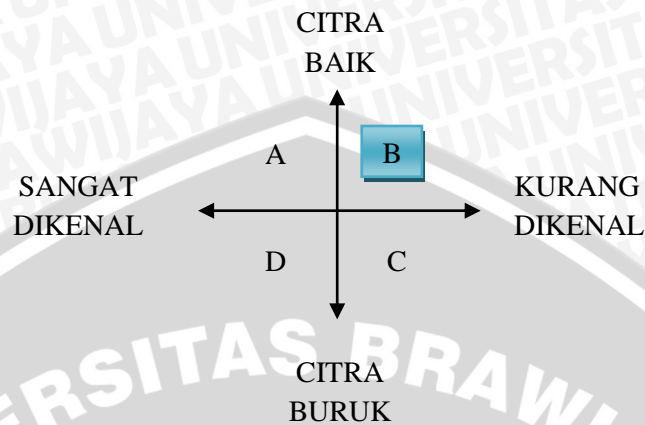 CITRA
BAIK
A
B
SANGAT
DIKENAL
KURANG
DIKENAL
D
C
CITRA
BURUK